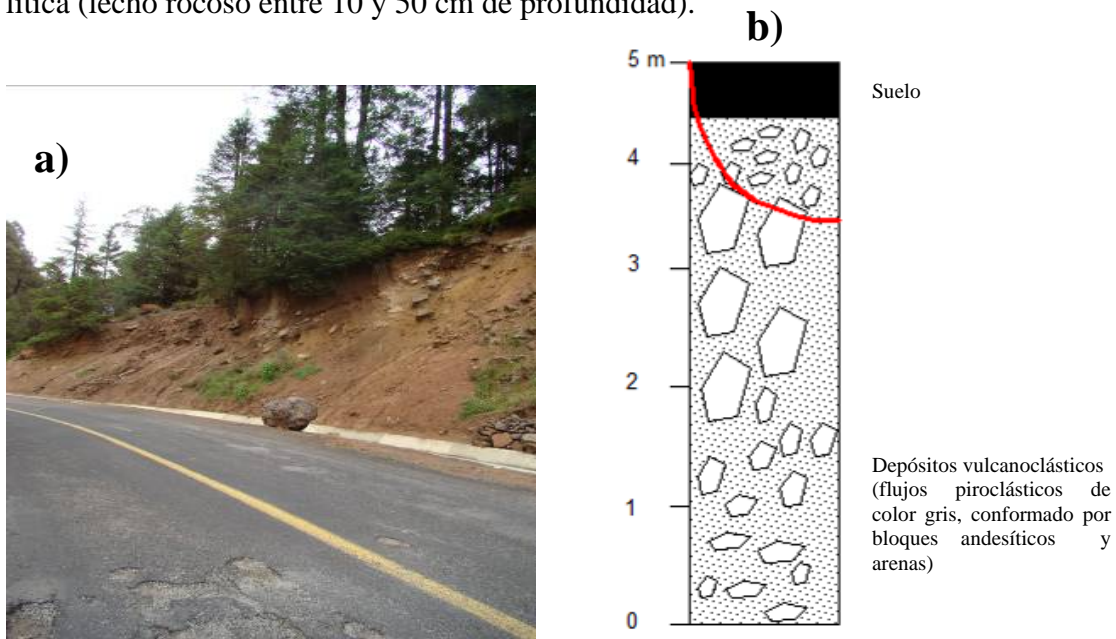 lítica (lecho rocoso entre 10 y 50 cm de profundidad).
a)
b)
5 m
4
3
2
1
0
Suelo
Depósitos vulcanoclásticos
(flujos piroclásticos de
color gris, conformado por
bloques andesíticos y
arenas)